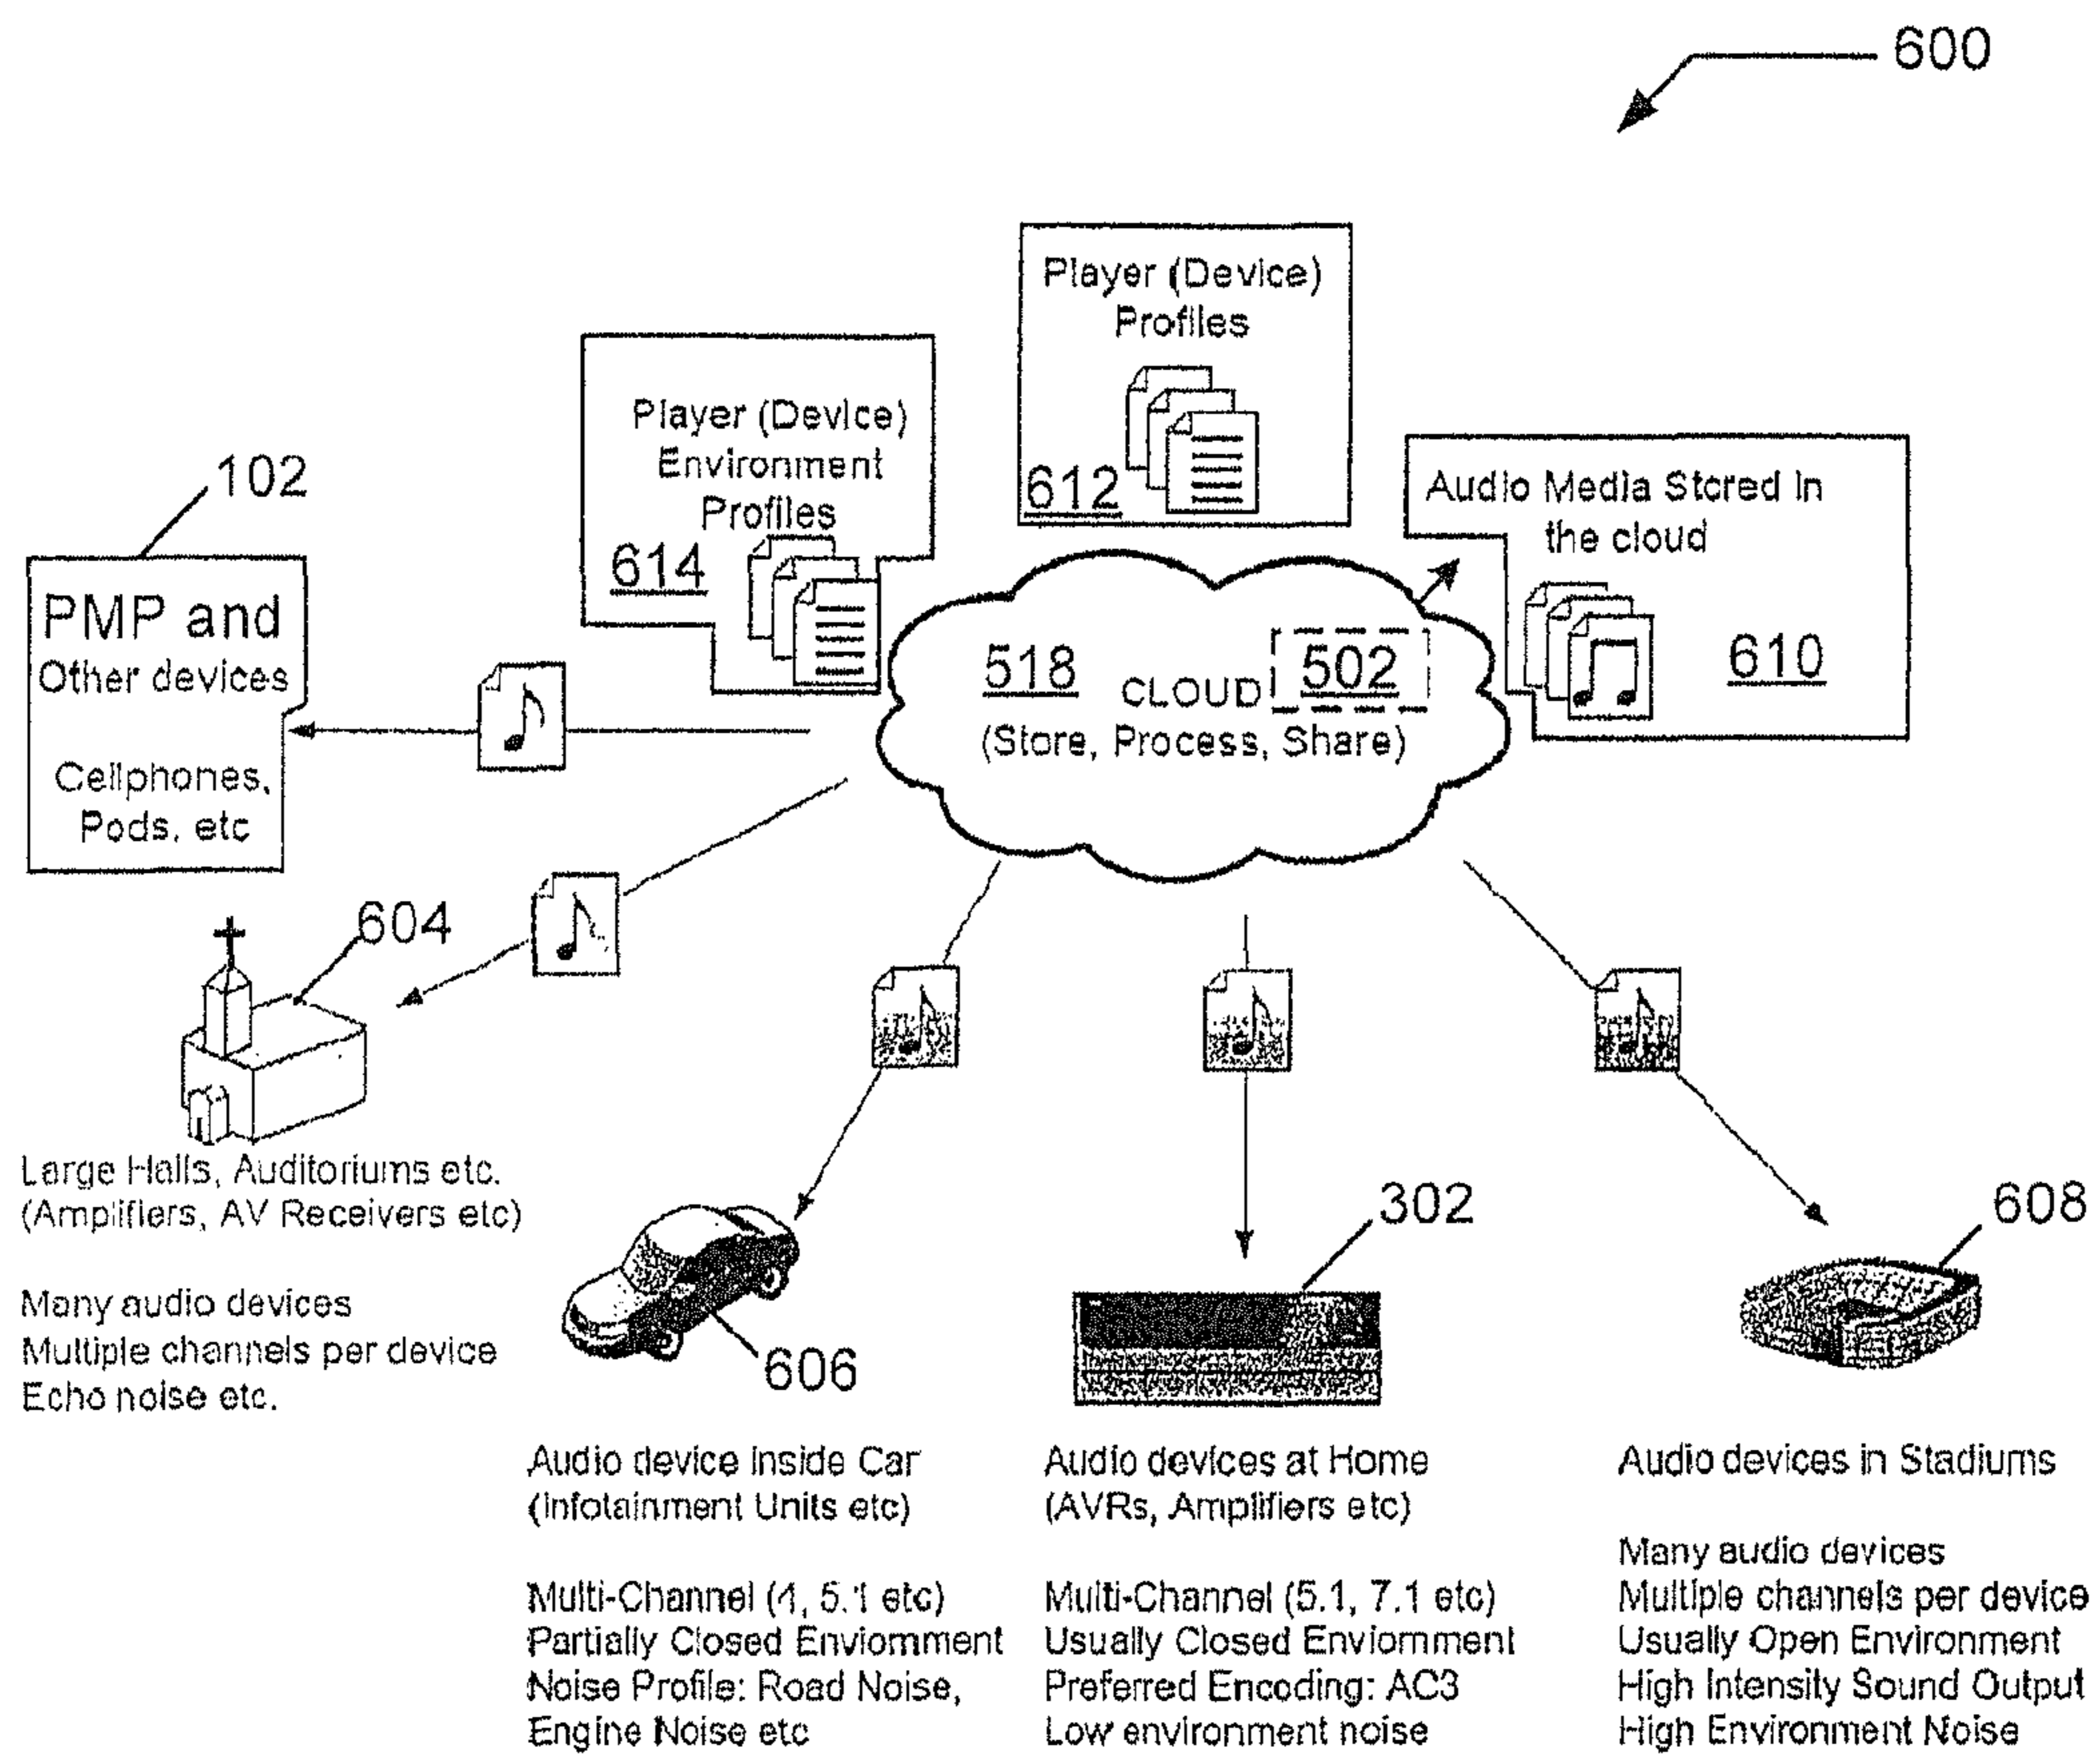 600
Player (Device)
Profiles
612
Player (Device)
Environment
Profiles
614
Audio Media Stored in
the cloud
610
102
PMP and
Other devices
Cellphones,
Pods, etc
518
502
CLOUD
(Store, Process, Share)
604
Large Halls, Auditoriums etc.
(Amplifiers, AV Receivers etc)
Many audio devices
Multiple channels per device
Echo noise etc.
606
Audio device inside Car
(Infotainment Units etc)
Multi-Channel (4, 5.1 etc)
Partially Closed Enviornment
Noise Profile: Road Noise,
Engine Noise etc
302
Audio devices at Home
(AVRs, Amplifiers etc)
Multi-Channel (5.1, 7.1 etc)
Usually Closed Enviornment
Preferred Encoding: AC3
Low environment noise
608
Audio devices in Stadiums
Many audio devices
Multiple channels per device
Usually Open Environment
High Intensity Sound Output
High Environment Noise